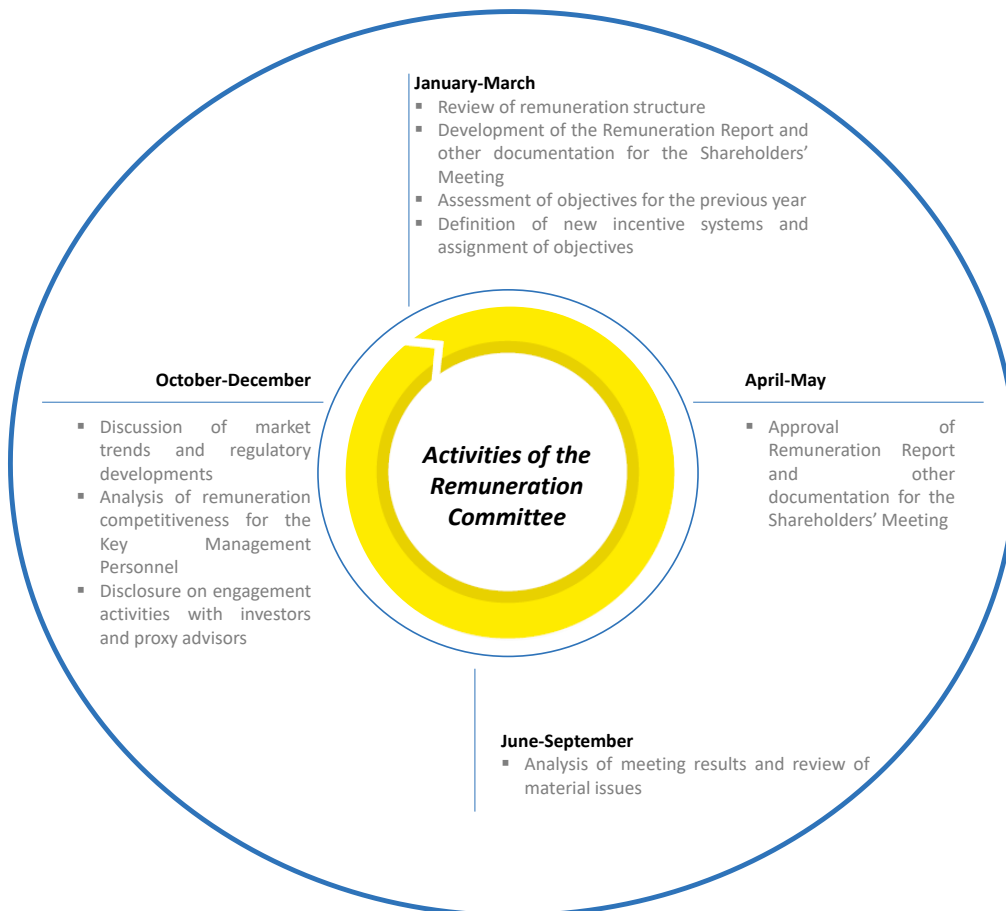 January-March
▪ Review of remuneration structure
▪ Development of the Remuneration Report and
other documentation for the Shareholders’
Meeting
▪ Assessment of objectives for the previous year
▪ Definition of new incentive systems and
assignment of objectives
October-December
▪ Discussion of market
trends and regulatory
developments
▪ Analysis of remuneration
competitiveness for the
Key Management
Personnel
▪ Disclosure on engagement
activities with investors
and proxy advisors
Activities of the
Remuneration
Committee
April-May
▪ Approval of
Remuneration Report
and other
documentation for the
Shareholders’ Meeting
June-September
▪ Analysis of meeting results and review of
material issues